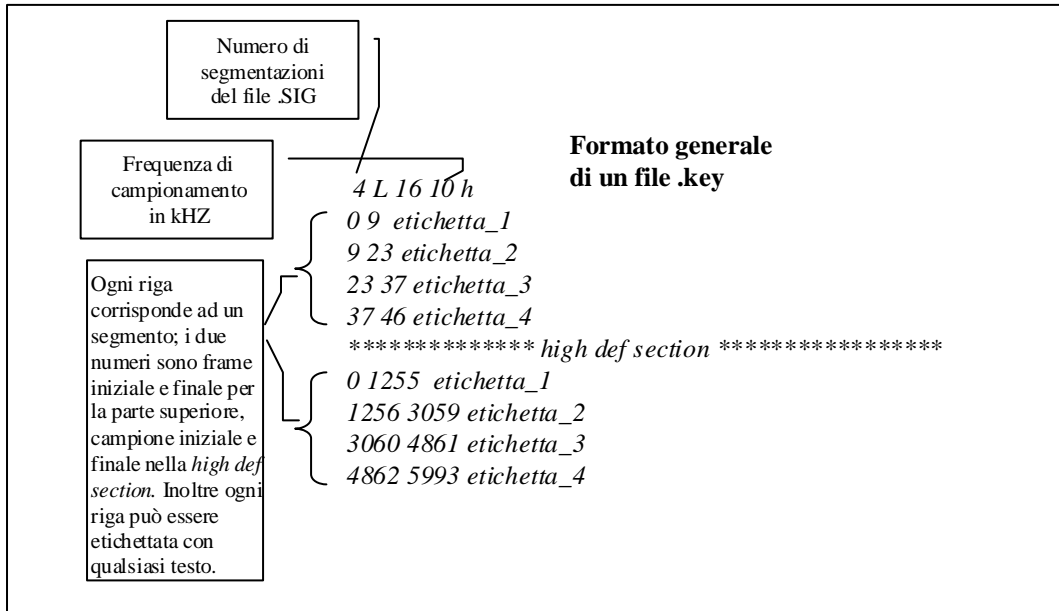 Numero di
segmentazioni
del file .SIG
Frequenza di
campionamento
in kHZ
Formato generale
di un file .key
4 L 16 10 h
0 9 etichetta_1
9 23 etichetta_2
23 37 etichetta_3
37 46 etichetta_4
************** high def section *****************
0 1255 etichetta_1
1256 3059 etichetta_2
3060 4861 etichetta_3
4862 5993 etichetta_4
Ogni riga
corrisponde ad un
segmento; i due
numeri sono frame
iniziale e finale per
la parte superiore,
campione iniziale e
finale nella high def
section. Inoltre ogni
riga può essere
etichettata con
qualsiasi testo.